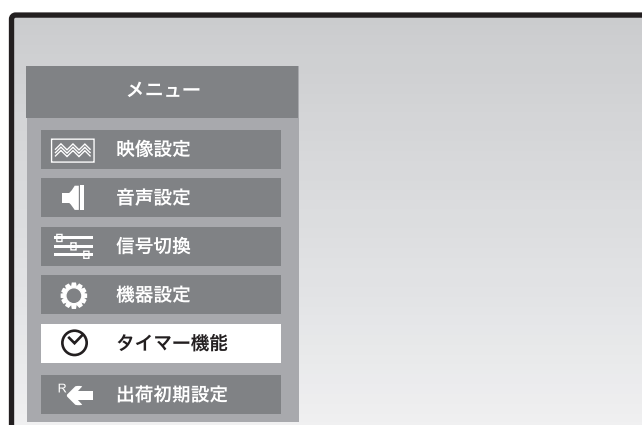 メニュー
映像設定
音声設定
信号切換
機器設定
タイマー機能
R 出荷初期設定